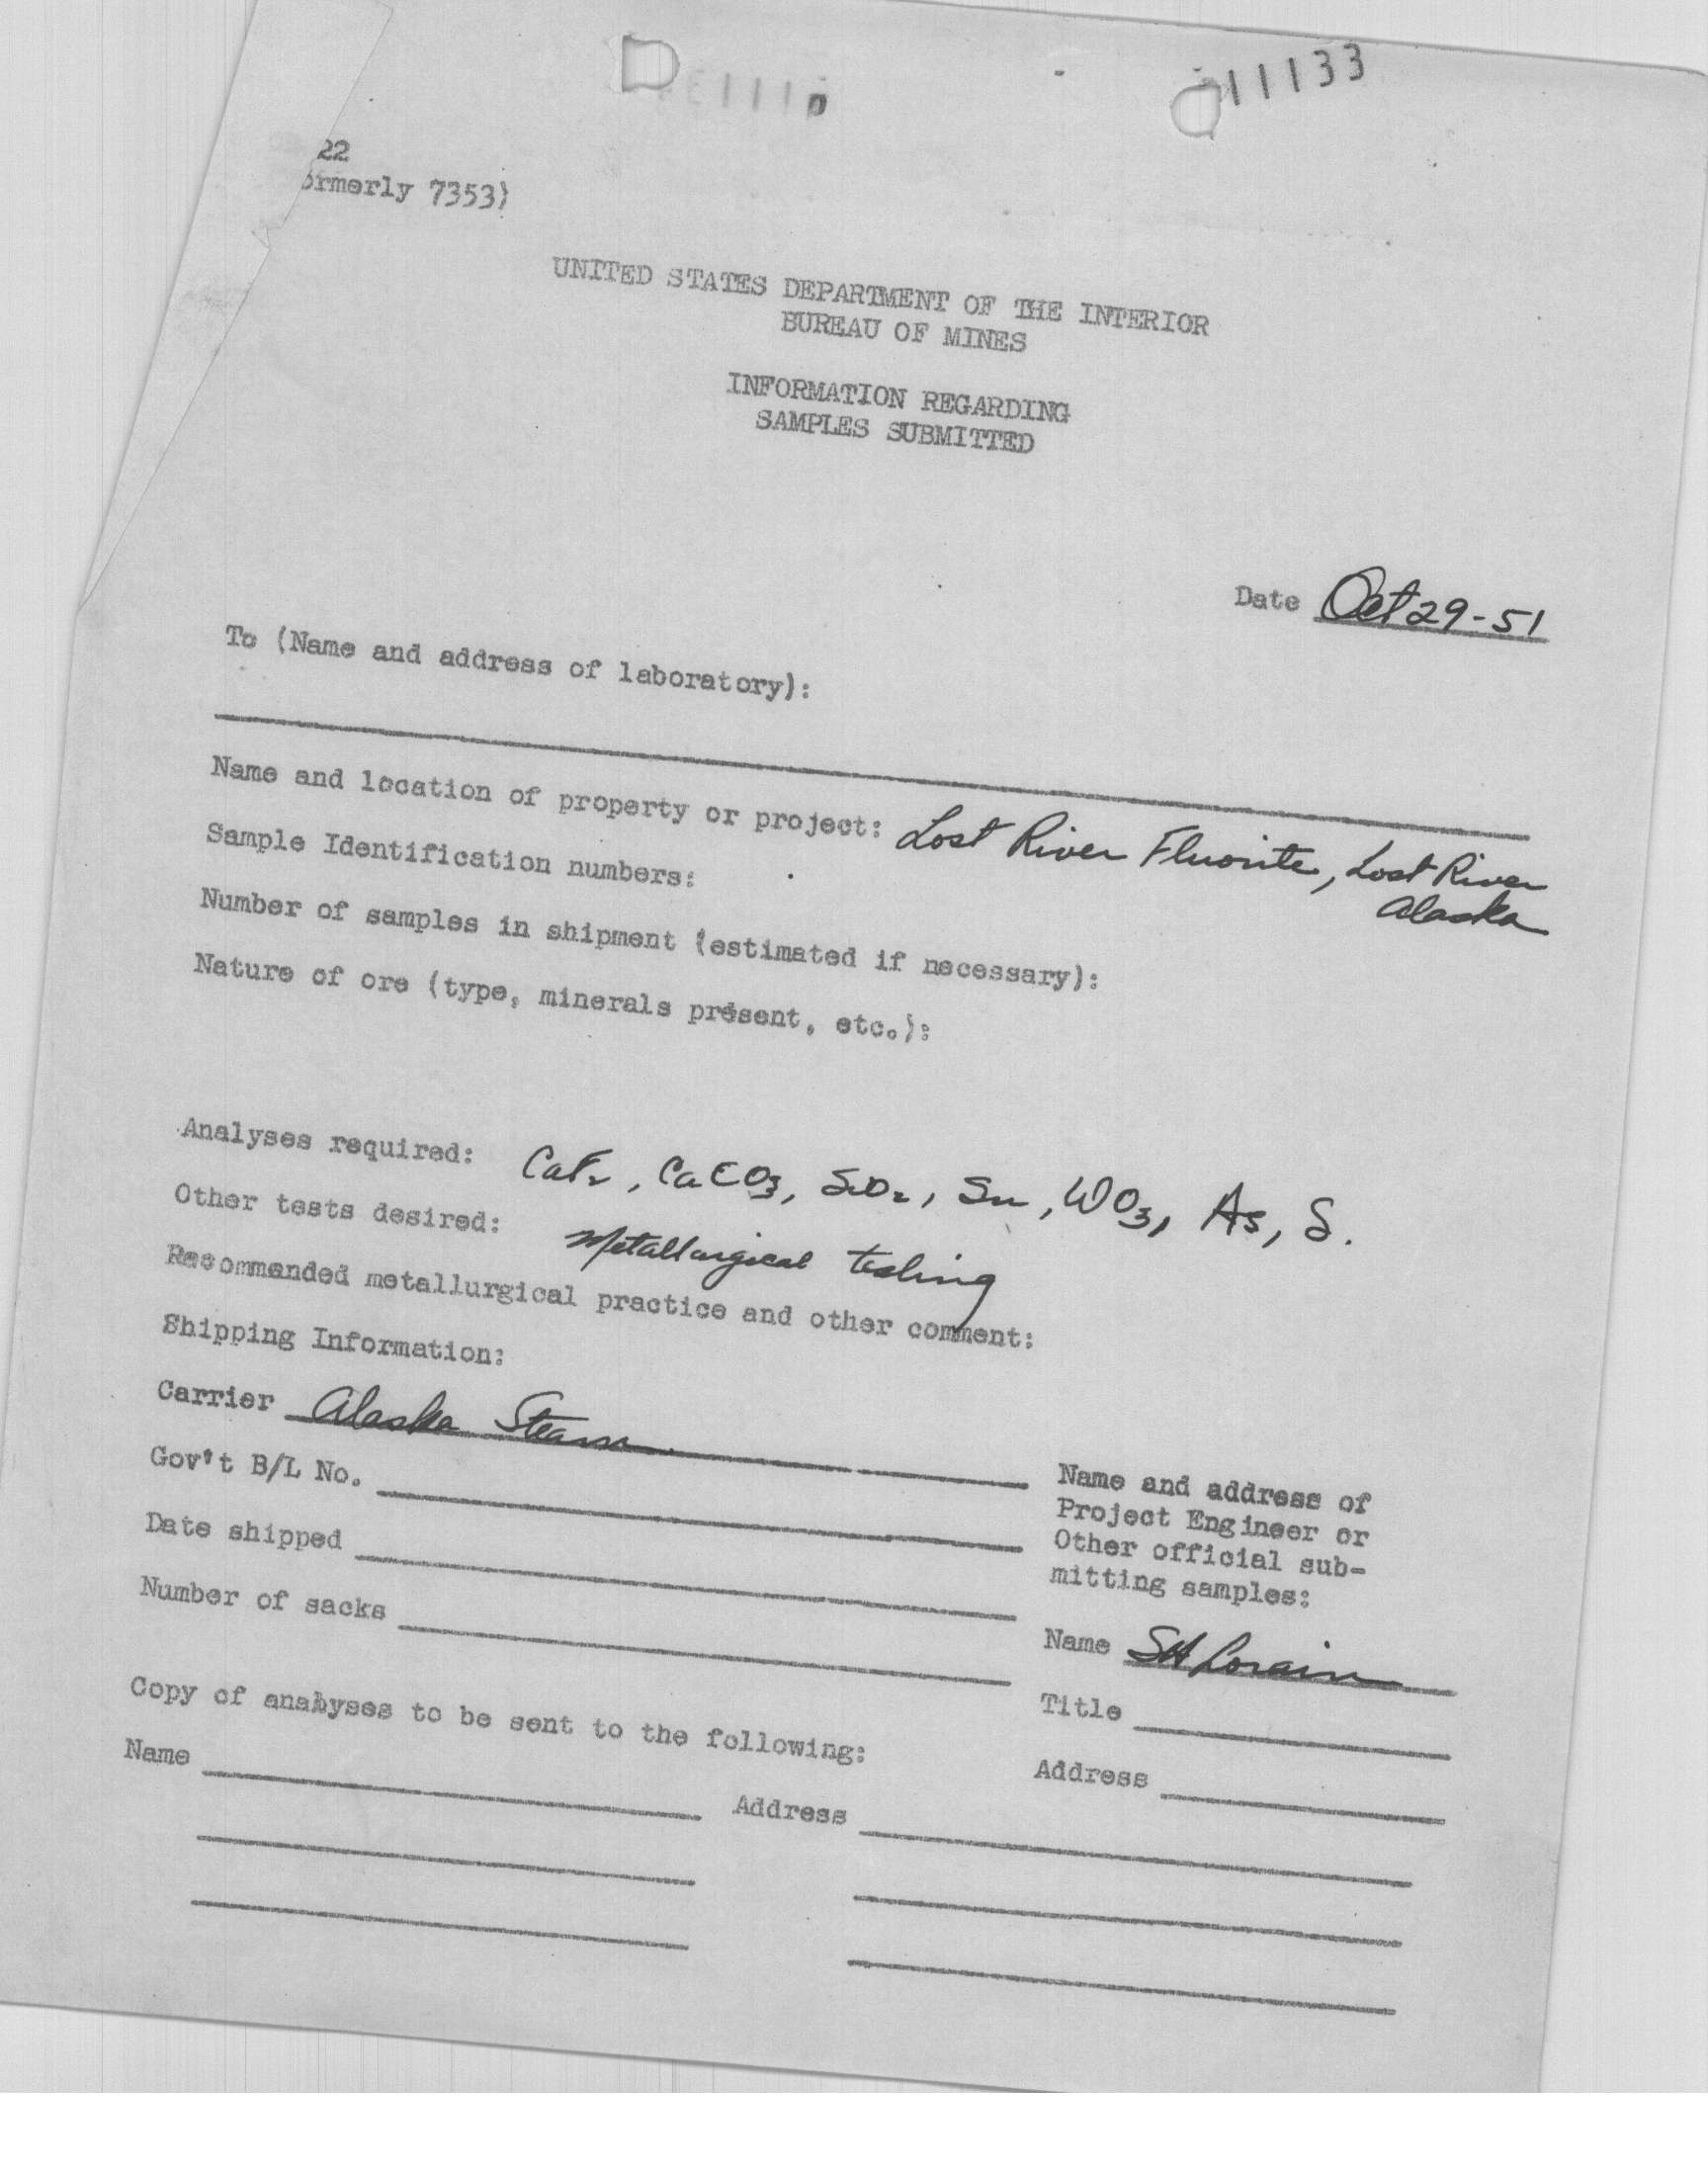 11133
22
ormerly 7353)
UNITED STATES DEPARTMENT OF THE INTERIOR
BUREAU OF MINES
INFORMATION REGARDING
SAMPLES SUBMITTED
Date Oct 29-51
To (Name and address of laboratory):
Name and location of property or project: Lost River Fluorite, Lost River
Alaska
Sample Identification numbers:
Number of samples in shipment (estimated if necessary):
Nature of ore (type, minerals present, etc.):
Analyses required: CaF2, CaCO3, SiO2, Sn, WO3, As, S.
Other tests desired: Metallurgical testing
Recommended metallurgical practice and other comment:
Shipping Information:
Carrier Alaska Steam
Gov't B/L No.
Date shipped
Number of sacks
Name and address of
Project Engineer or
Other official sub-
mitting samples:
Name SH Lorain
Title
Address
Copy of analyses to be sent to the following:
Name
Address